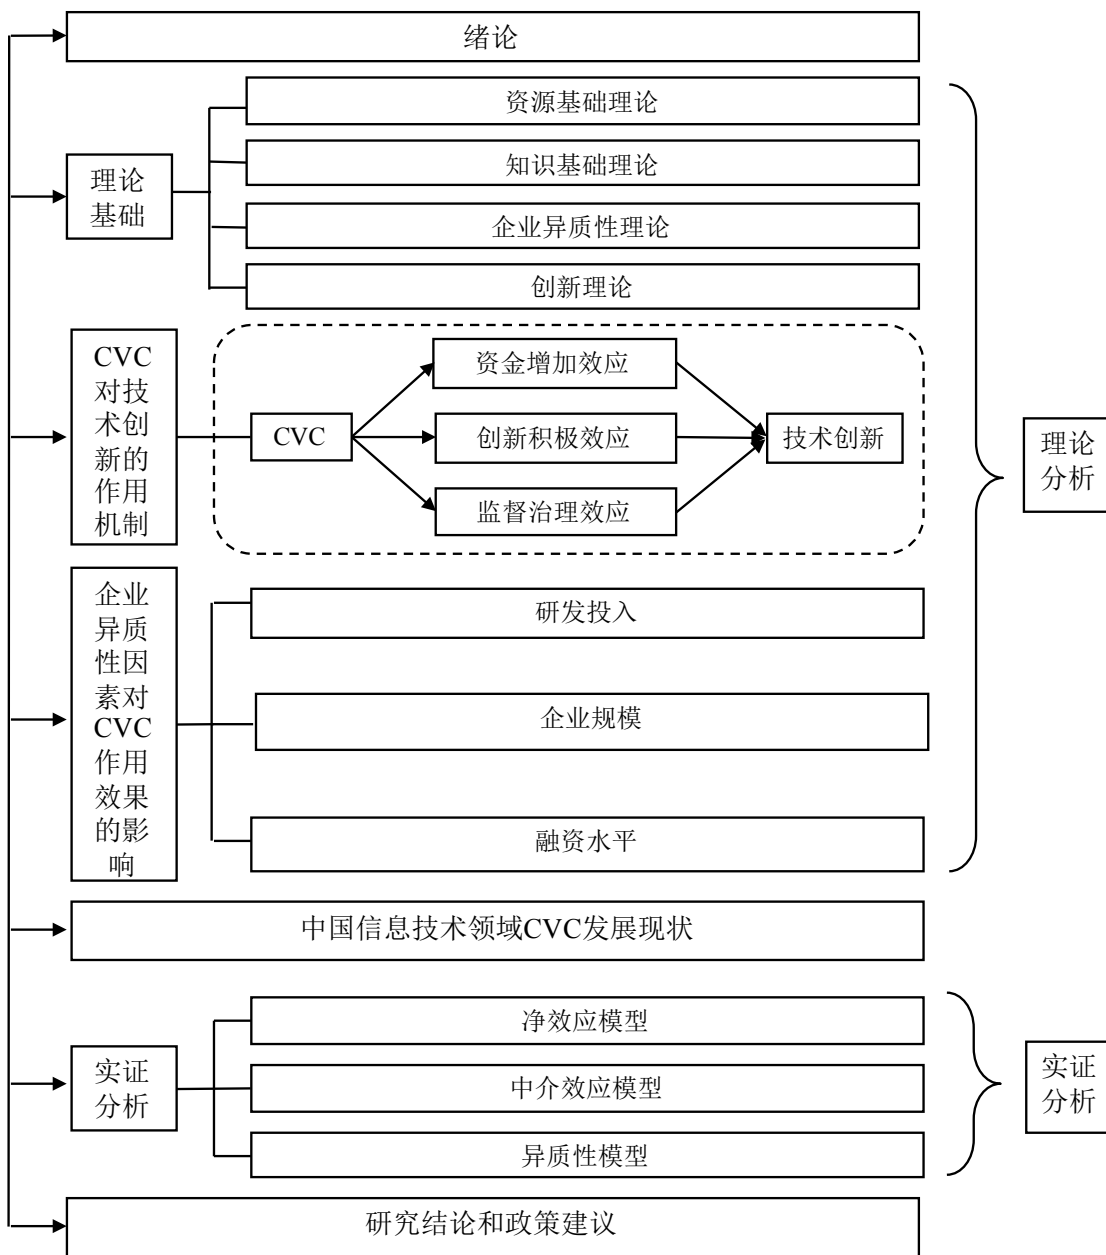 绪论
理论
基础
资源基础理论
知识基础理论
企业异质性理论
创新理论
CVC
对技
术创
新的
作用
机制
CVC
资金增加效应
创新积极效应
监督治理效应
技术创新
企业
异质
性因
素对
CVC
作用
效果
的影
响
研发投入
企业规模
融资水平
理论
分析
中国信息技术领域CVC发展现状
实证
分析
净效应模型
中介效应模型
异质性模型
实证
分析
研究结论和政策建议